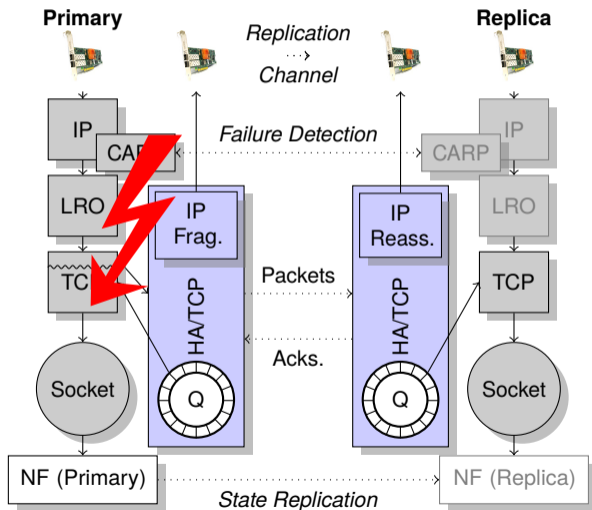 Primary
Replication
Channel
Replica
IP
CARP
Failure Detection
CARP
IP
LRO
IP
Frag.
IP
Reass.
LRO
TC
Packets
TCP
HA/TCP
HA/TCP
Acks.
Socket
Q
Q
Socket
NF (Primary)
NF (Replica)
State Replication